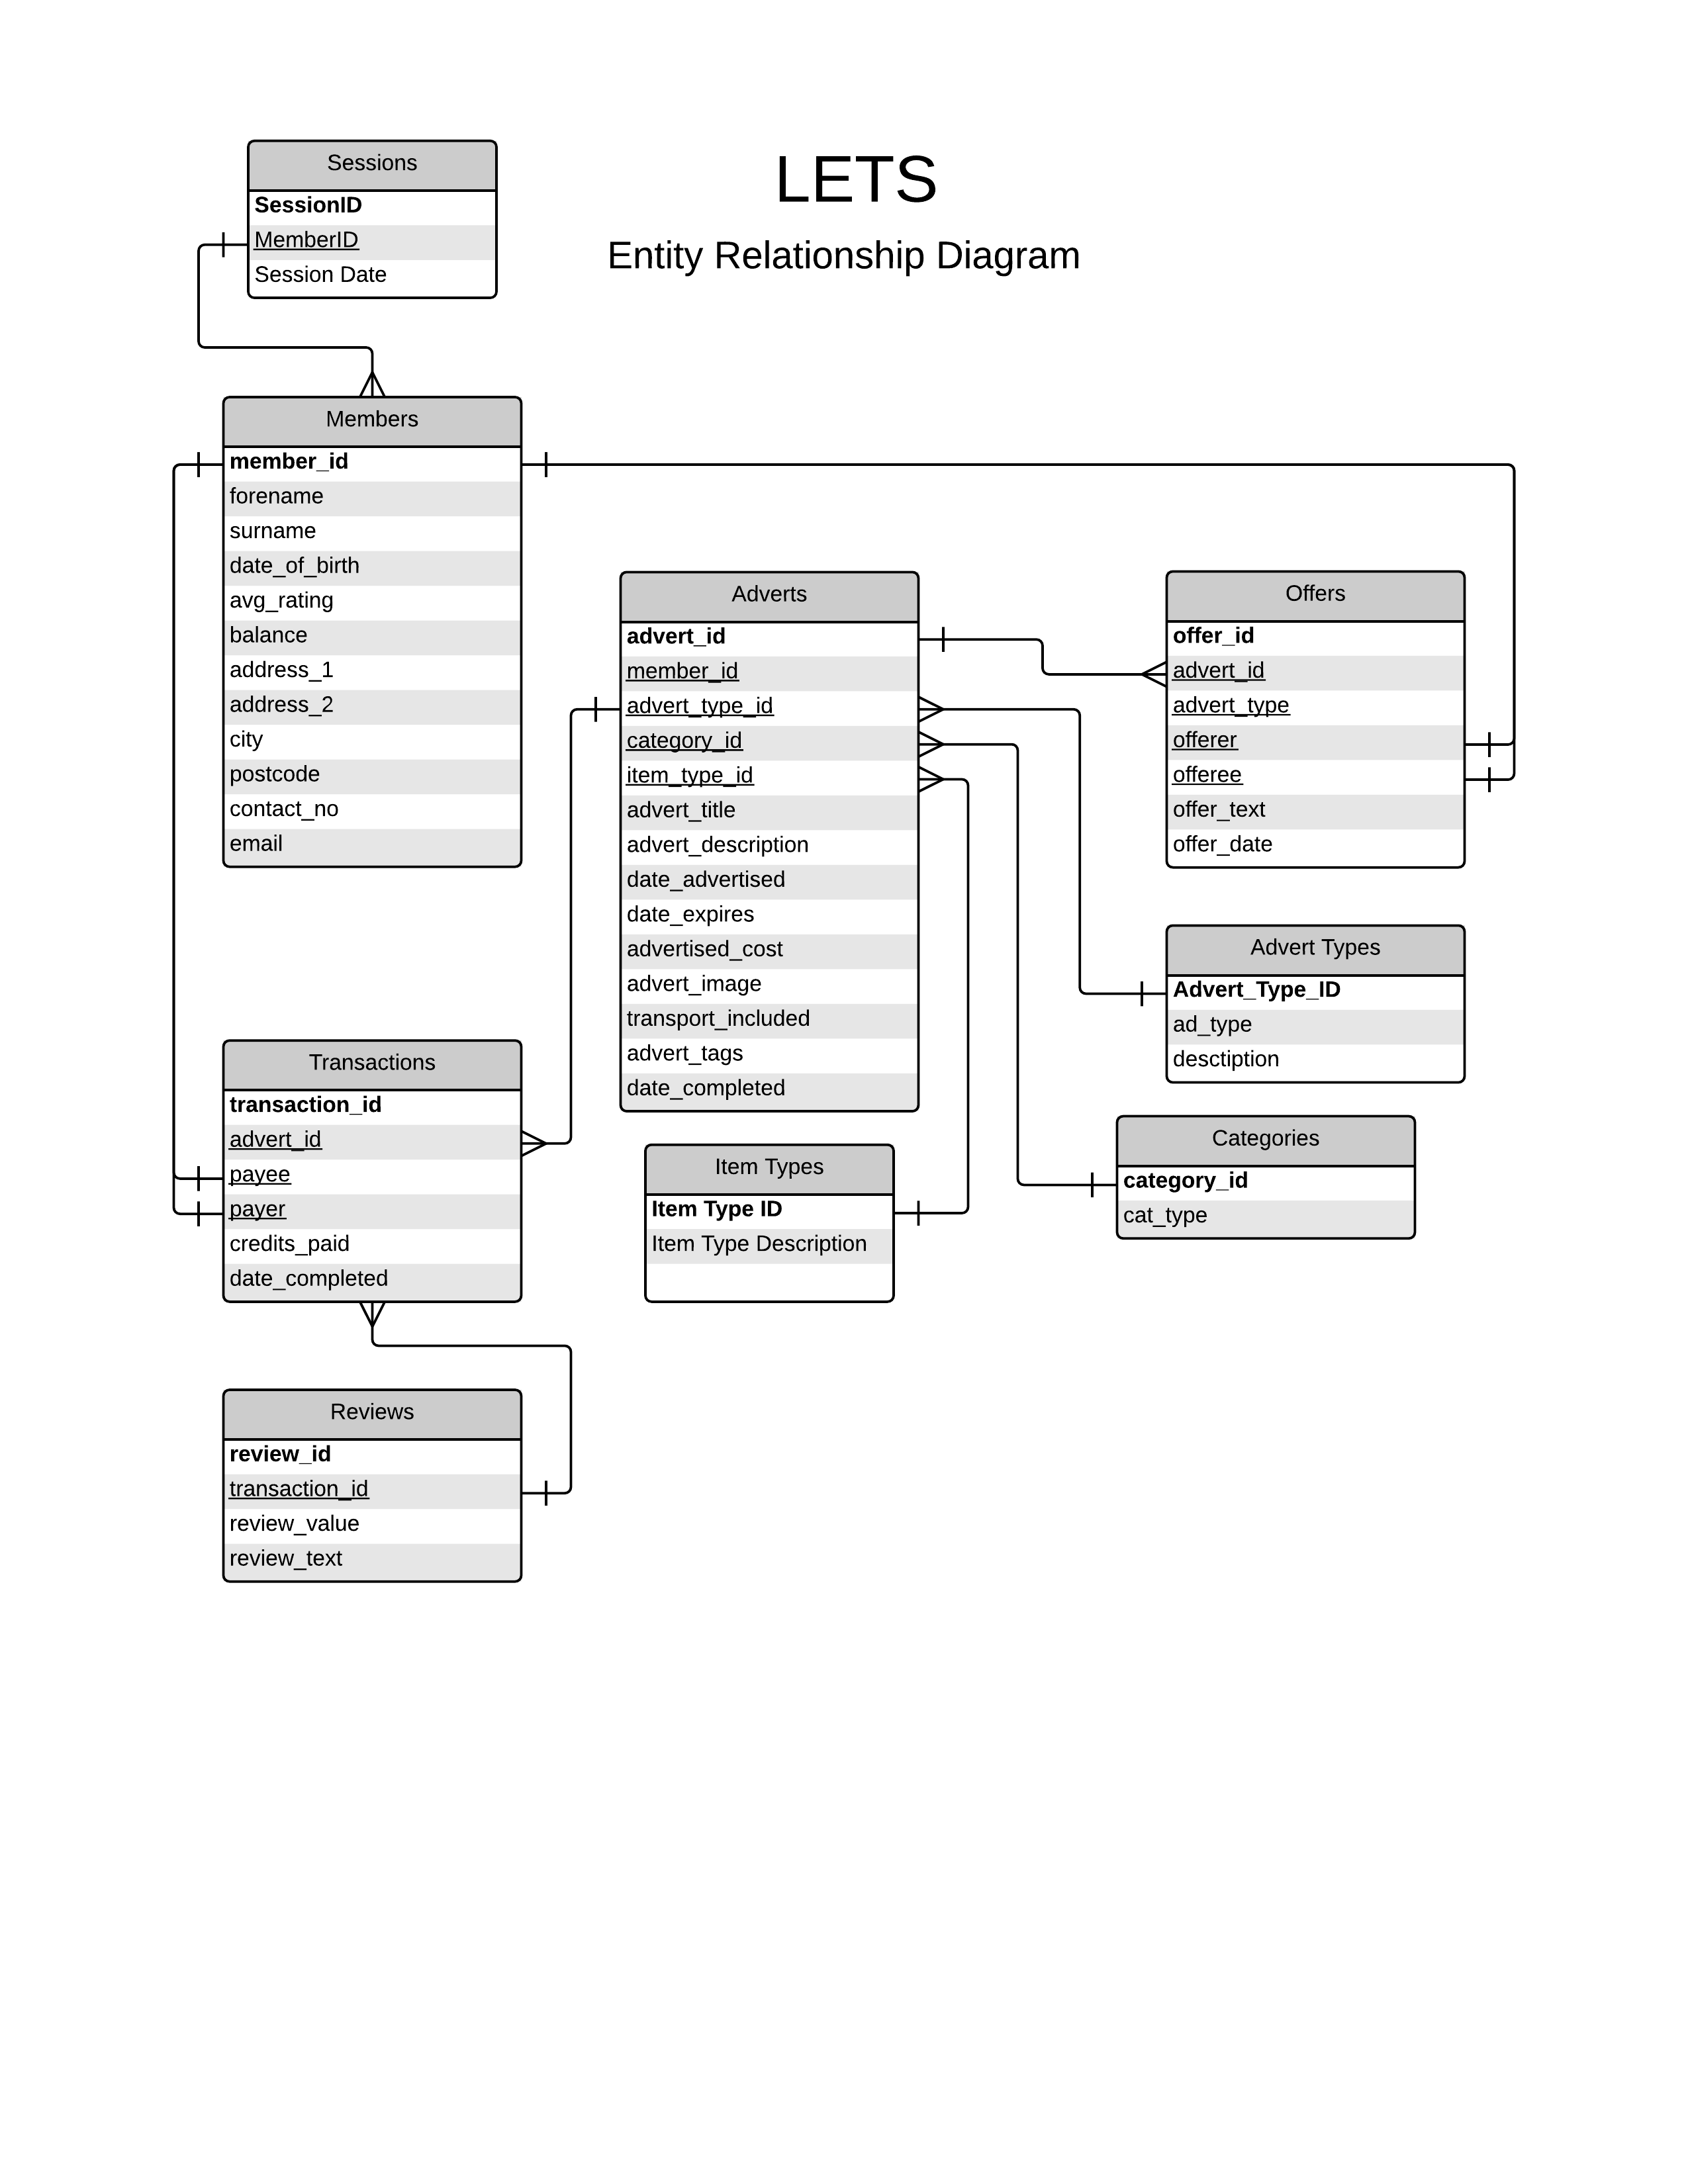 LETS
Entity Relationship Diagram
Sessions
SessionID
MemberID
Session Date
Members
member_id
forename
surname
date_of_birth
avg_rating
balance
address_1
address_2
city
postcode
contact_no
email
Adverts
advert_id
member_id
advert_type_id
category_id
item_type_id
advert_title
advert_description
date_advertised
date_expires
advertised_cost
advert_image
transport_included
advert_tags
date_completed
Offers
offer_id
advert_id
advert_type
offerer
offeree
offer_text
offer_date
Advert Types
Advert_Type_ID
ad_type
desctiption
Transactions
transaction_id
advert_id
payee
payer
credits_paid
date_completed
Item Types
Item Type ID
Item Type Description
Categories
category_id
cat_type
Reviews
review_id
transaction_id
review_value
review_text